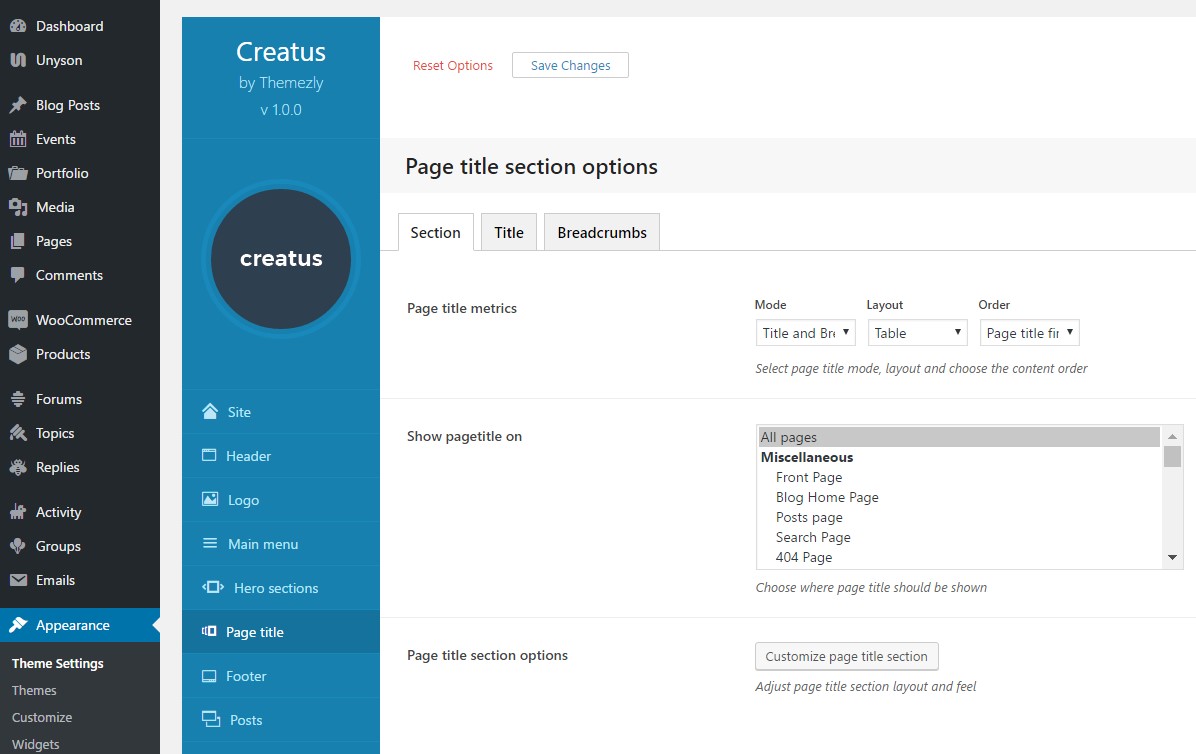 Dashboard
Unyson
Blog Posts
Events
Portfolio
Media
Pages
Comments
WOO WooCommerce
Products
Forums
Topics
Replies
Activity
Groups
Emails
Appearance
Theme Settings
Themes
Customize
Widgets
Creatus
by Themezly
v 1.0.0
creatus
Site
Header
Logo
Main menu
Hero sections
Page title
Footer
Posts
Reset Options Save Changes
Page title section options
Section Title Breadcrumbs
Page title metrics
Mode Layout Order
Title and Bre Table Page title fir
Select page title mode, layout and choose the content order
Show pagetitle on
All pages
Miscellaneous
Front Page
Blog Home Page
Posts page
Search Page
404 Page
Choose where page title should be shown
Page title section options
Customize page title section
Adjust page title section layout and feel